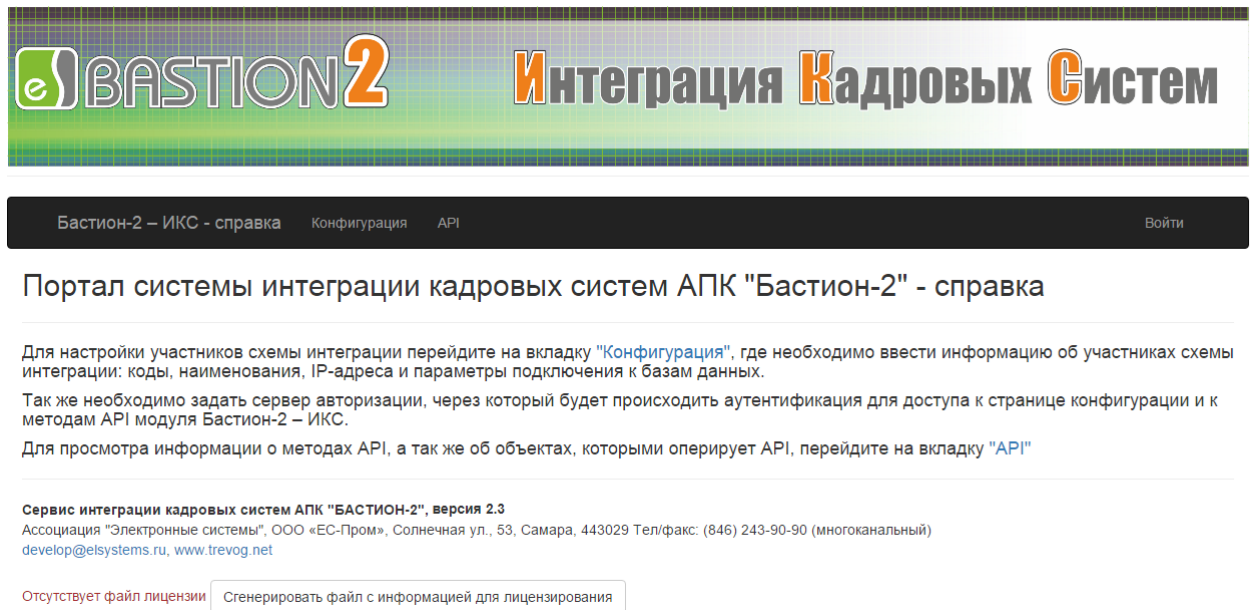 eS BASTION2 Интеграция Кадровых Систем
Бастион-2 – ИКС - справка Конфигурация API Войти
Портал системы интеграции кадровых систем АПК "Бастион-2" - справка
Для настройки участников схемы интеграции перейдите на вкладку "Конфигурация", где необходимо ввести информацию об участниках схемы
интеграции: коды, наименования, IP-адреса и параметры подключения к базам данных.
Так же необходимо задать сервер авторизации, через который будет происходить аутентификация для доступа к странице конфигурации и к
методам API модуля Бастион-2 – ИКС.
Для просмотра информации о методах API, а так же об объектах, которыми оперирует API, перейдите на вкладку "API"
Сервис интеграции кадровых систем АПК "БАСТИОН-2", версия 2.3
Ассоциация "Электронные системы", ООО «ЕС-Пром», Солнечная ул., 53, Самара, 443029 Тел/факс: (846) 243-90-90 (многоканальный)
develop@elsystems.ru, www.trevog.net
Отсутствует файл лицензии Сгенерировать файл с информацией для лицензирования